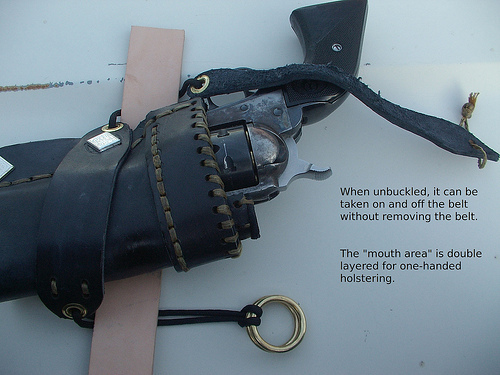 When unbuckled, it can be
taken on and off the belt
without removing the belt.
The "mouth area" is double
layered for one-handed
holstering.